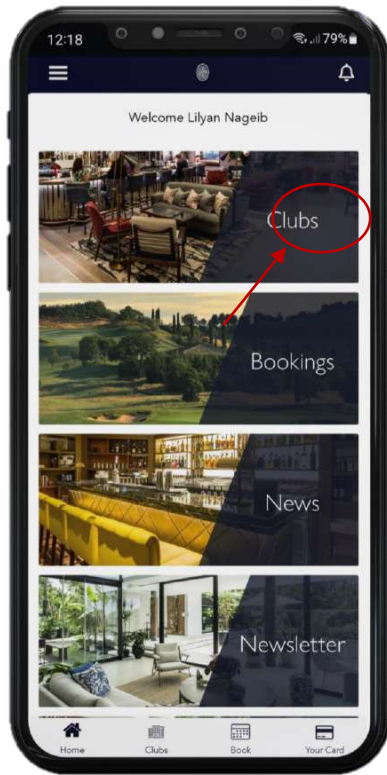 12:18
79%
Welcome Lilyan Nageib
Clubs
Bookings
News
Newsletter
Home
Clubs
Book
Your Card